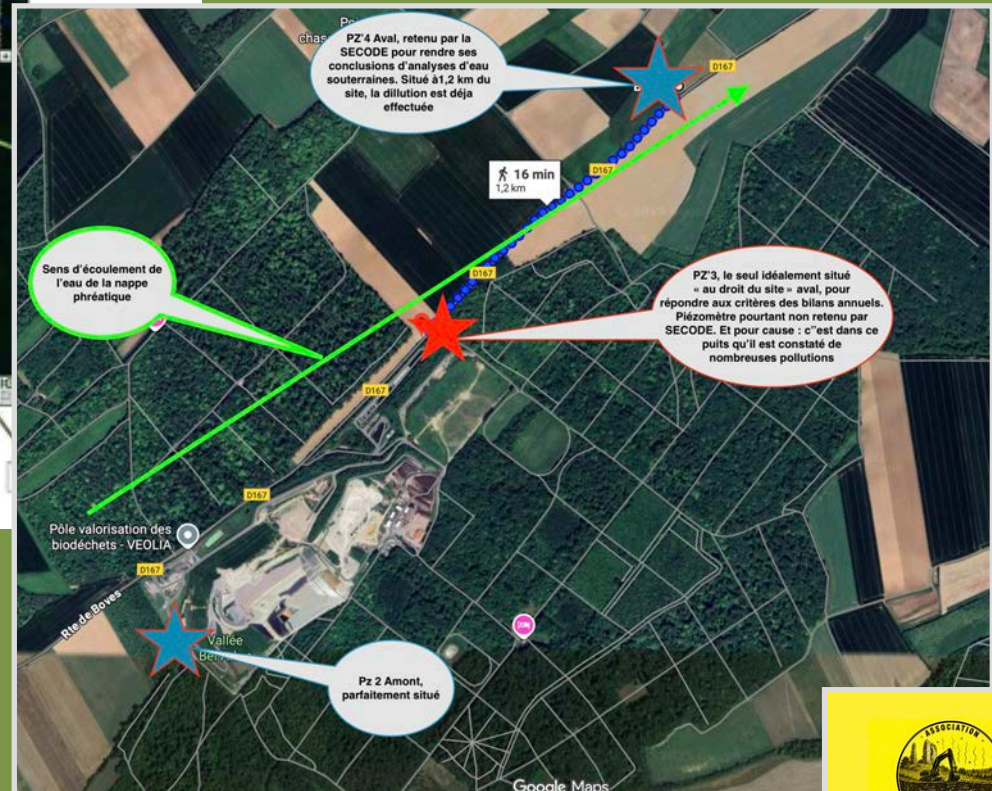 PZ'4 Aval, retenu par la
SECODE pour rendre ses
conclusions d'analyses d'eau
souterraines. Situé à1,2 km du
site, la dillution est déja
effectuée
D167
D167
16 min
1,2 km
D167
Sens d'écoulement de
l'eau de la nappe
phréatique
PZ'3, le seul idéalement situé
« au droit du site » aval, pour
répondre aux critères des bilans annuels.
Piézomètre pourtant non retenu par
SECODE. Et pour cause : c''est dans ce
puits qu'il est constaté de
nombreuses pollutions
D167
D167
Pôle valorisation des
biodéchets - VEOLIA
D167
Rte de Boves
Vallée
Pz 2 Amont,
parfaitement situé
Google Maps
ASSOCIATION